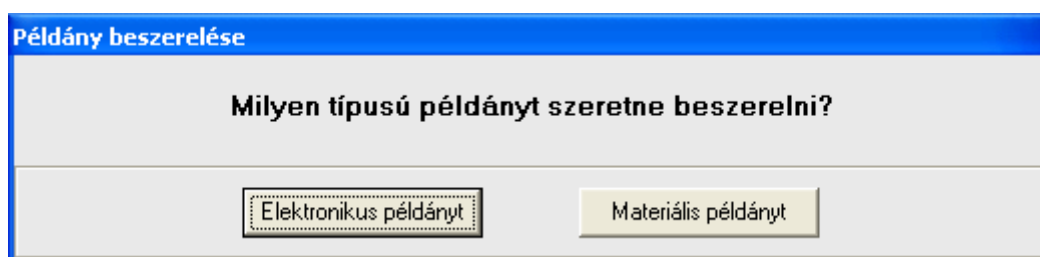 Példány beszerelése
Milyen típusú példányt szeretne beszerelni?
Elektronikus példányt
Materiális példányt